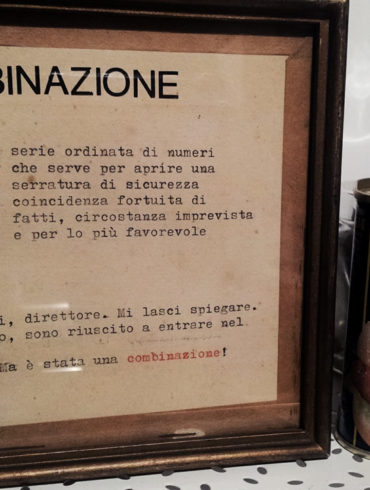 BINAZIONE
serie ordinata di numeri
che serve per aprire una
serratura di sicurezza
coincidenza fortuita di
fatti, circostanza imprevista
e per lo più favorevole
i, direttore. Mi lasci spiegare.
o, sono riuscito a entrare nel
Ma è stata una combinazione!